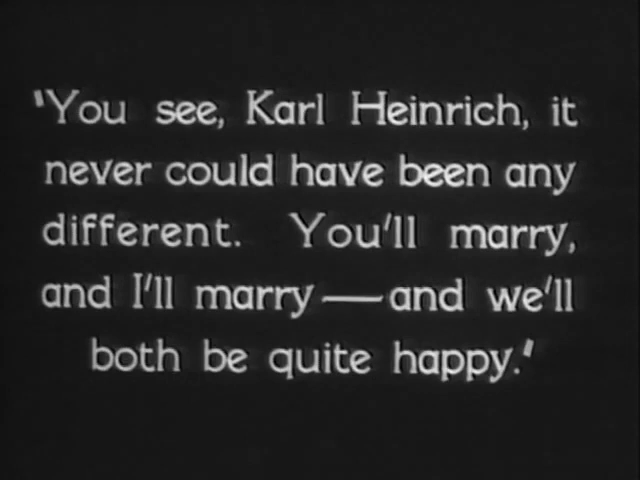 'You see, Karl Heinrich, it
never could have been any
different. You'll marry,
and I'll marry — and we'll
both be quite happy.'